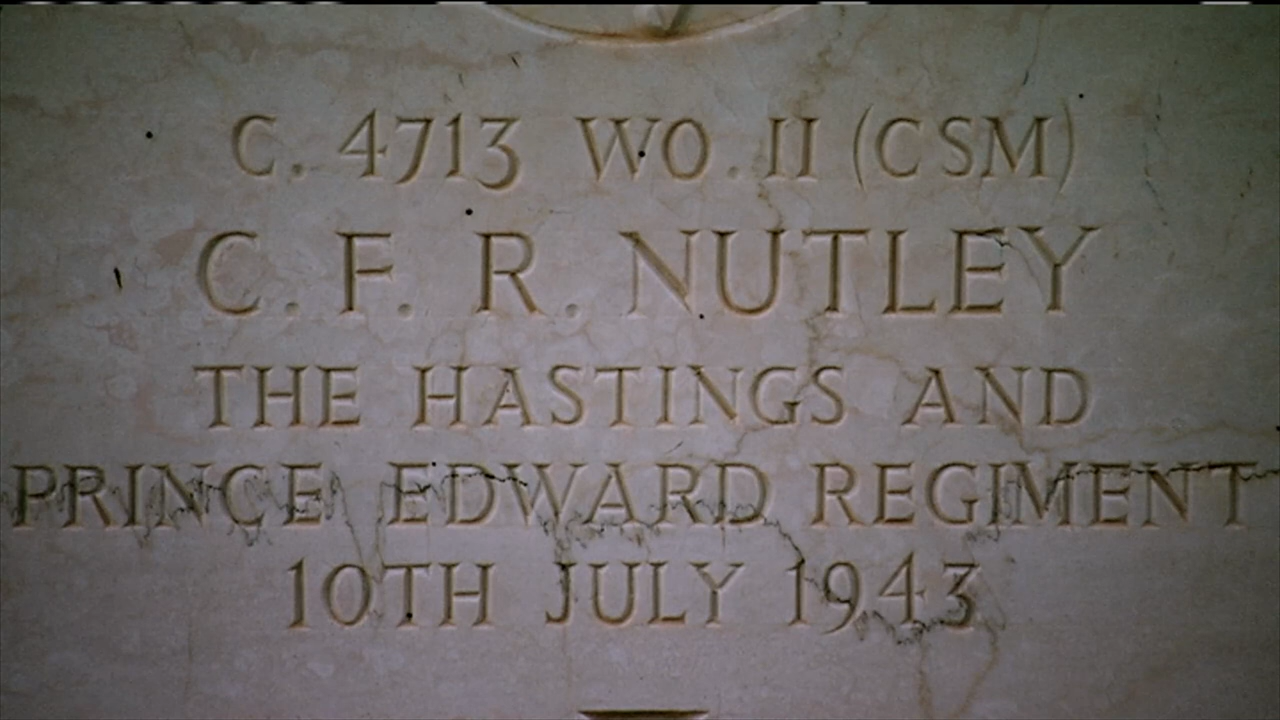 C. 4713 WO. II (CSM)
C. F. R. NUTLEY
THE HASTINGS AND
PRINCE EDWARD REGIMENT
10TH JULY 1943